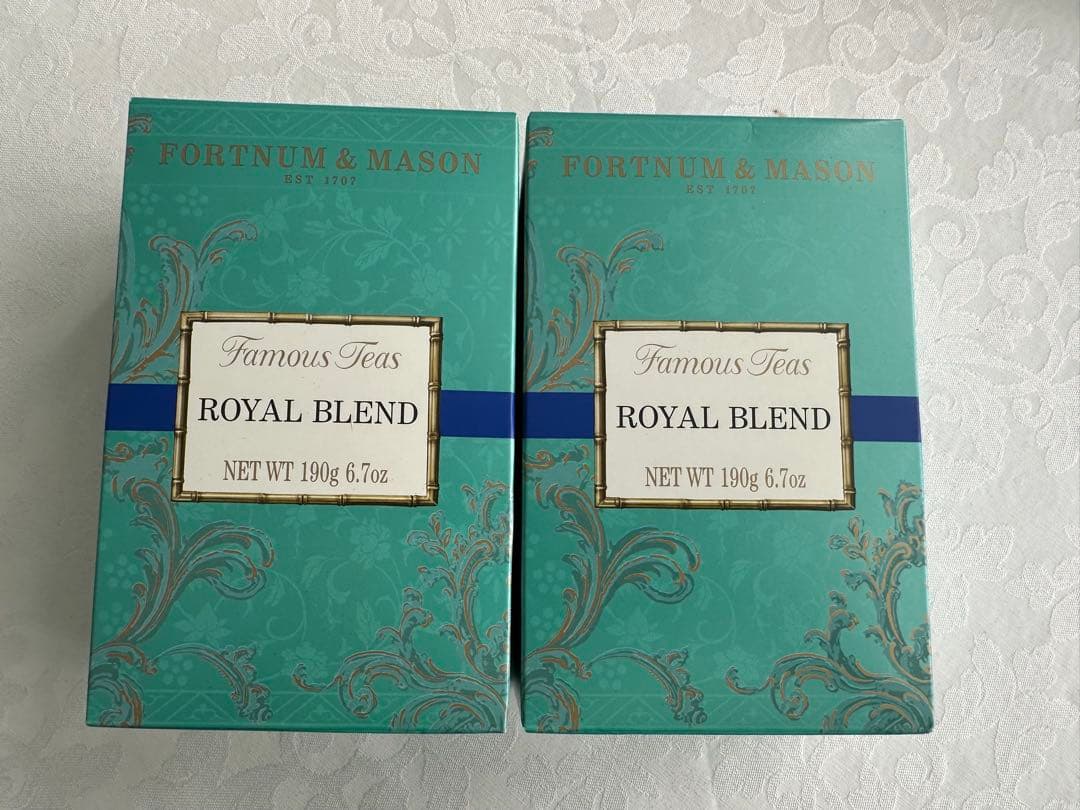 FORTNUM & MASON
EST 1707
Famous Teas
ROYAL BLEND
NET WT 190g 6.7oz
FORTNUM & MASON
EST 1707
Famous Teas
ROYAL BLEND
NET WT 190g 6.7oz